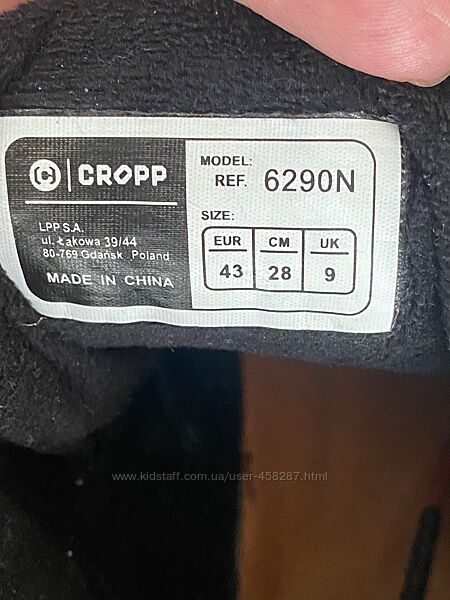 © | CROPP
LPP S.A.
ul. Łąkowa 39/44
80-769 Gdańsk Poland
MADE IN CHINA
MODEL:
REF. 6290N
SIZE:
EUR CM UK
43 28 9
www.kidstaff.com.ua/user-458287.html